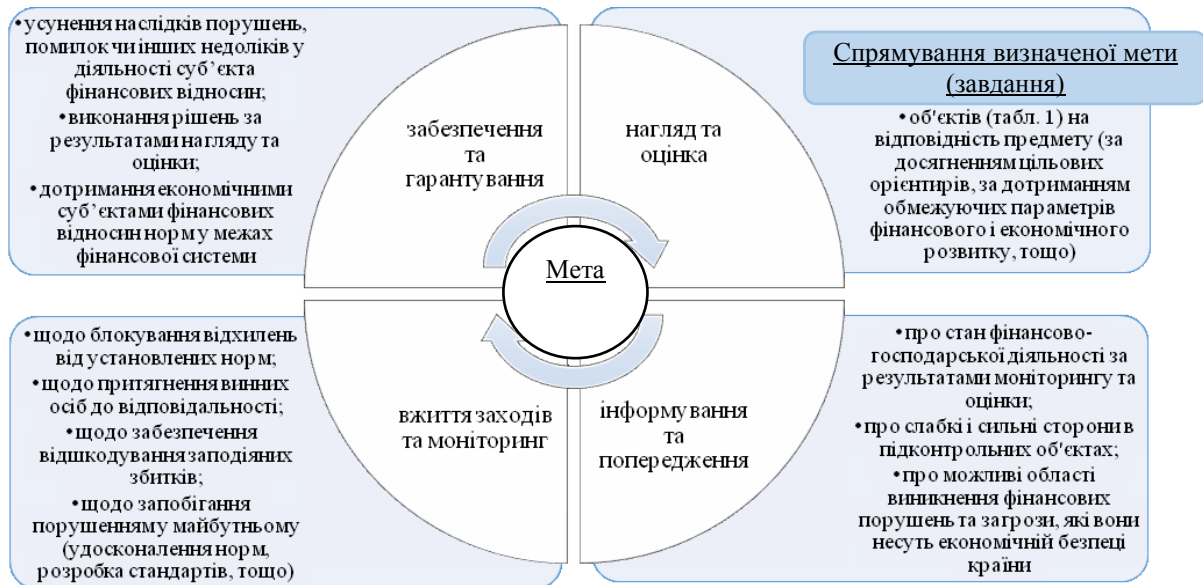 •усунення наслідків порушень,
помилок чи інших недоліків у
діяльності суб’єкта
фінансових відносин;
•виконання рішень за
результатами нагляду та
оцінки;
•дотримання економічними
суб’єктами фінансових
відносин норм у межах
фінансової системи
забезпечення
та
гарантування
нагляд та
оцінка
Спрямування визначеної мети
(завдання)
•об'єктів (табл. 1) на
відповідність предмету (за
досягненням цільових
орієнтирів, за дотриманням
обмежуючих параметрів
фінансового і економічного
розвитку, тощо)
Мета
•щодо блокування відхилень
від установлених норм;
•щодо притягнення винних
осіб до відповідальності;
•щодо забезпечення
відшкодування заподіяних
збитків;
•щодо запобігання
порушенням у майбутньому
(удосконалення норм,
розробка стандартів, тощо)
вжиття заходів
та моніторинг
інформування
та
попередження
•про стан фінансово-
господарської діяльності за
результатами моніторингу та
оцінки;
•про слабкі і сильні сторони в
підконтрольних об'єктах;
•про можливі області
виникнення фінансових
порушень та загрози, які вони
несуть економічній безпеці
країни